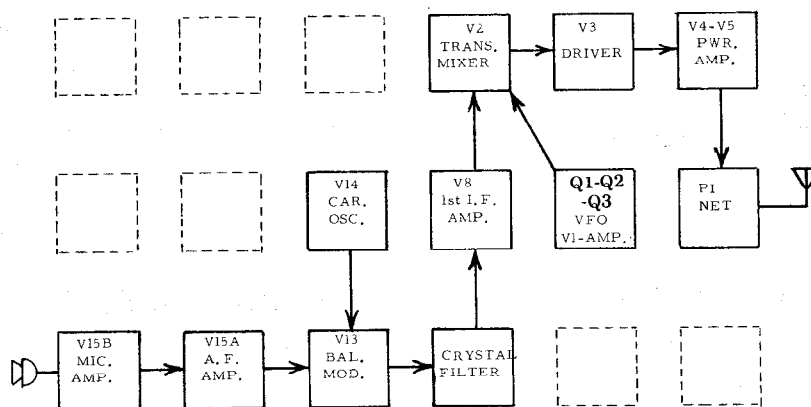 V2
TRANS.
MIXER
V3
DRIVER
V4-V5
PWR.
AMP.
V14
CAR.
OSC.
V8
1st I.F.
AMP.
Q1-Q2
-Q3
VFO
V1-AMP.
P1
NET
V15B
MIC.
AMP.
V15A
A.F.
AMP.
V13
BAL.
MOD.
CRYSTAL
FILTER